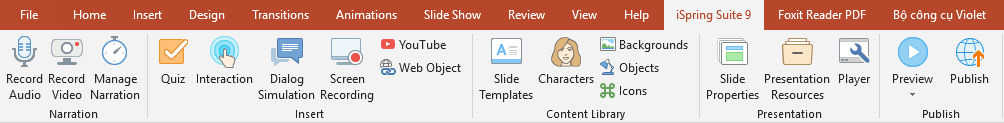 File Home Insert Design Transitions Animations Slide Show Review View Help iSpring Suite 9 Foxit Reader PDF Bộ công cụ Violet
Record Audio
Record Video
Manage Narration
Narration
Quiz
Interaction
Dialog Simulation
Screen Recording
YouTube
Web Object
Insert
Slide Templates
Characters
Backgrounds
Objects
Icons
Content Library
Slide Properties
Presentation Resources
Player
Presentation
Preview
Publish
Publish